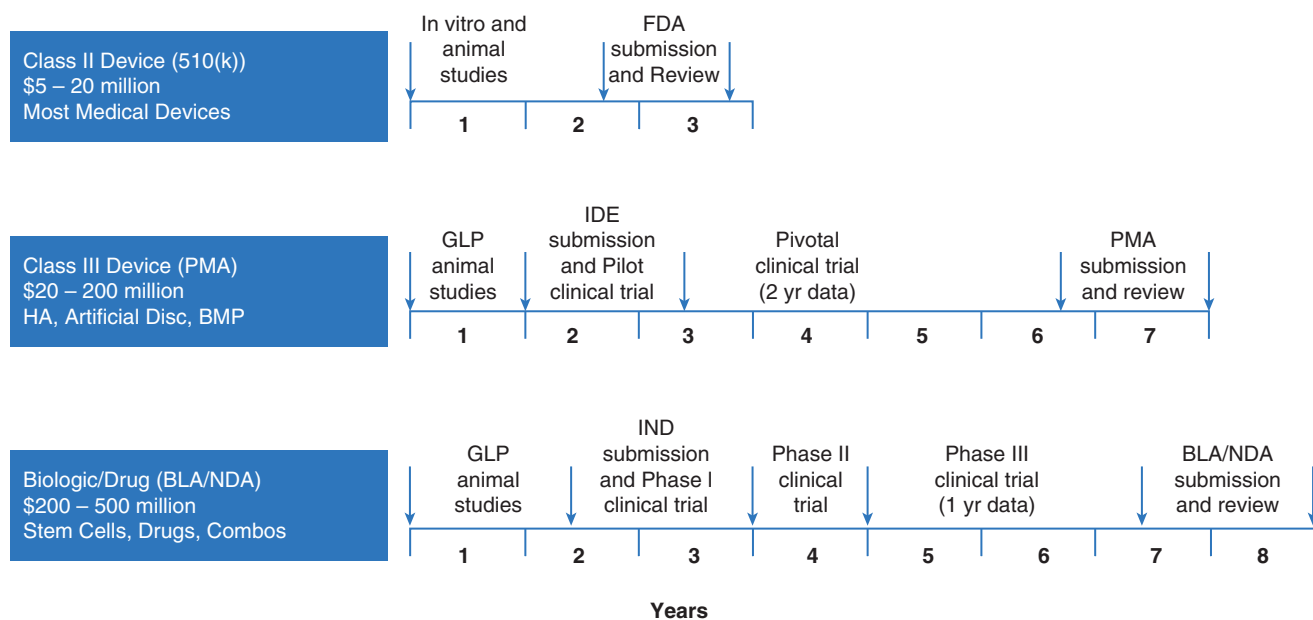 Class II Device (510(k))
$5 – 20 million
Most Medical Devices
In vitro and
animal
studies
FDA
submission
and Review
1 2 3
Class III Device (PMA)
$20 – 200 million
HA, Artificial Disc, BMP
GLP
animal
studies
IDE
submission
and Pilot
clinical trial
Pivotal
clinical trial
(2 yr data)
PMA
submission
and review
1 2 3 4 5 6 7
Biologic/Drug (BLA/NDA)
$200 – 500 million
Stem Cells, Drugs, Combos
GLP
animal
studies
IND
submission
and Phase I
clinical trial
Phase II
clinical
trial
Phase III
clinical trial
(1 yr data)
BLA/NDA
submission
and review
1 2 3 4 5 6 7 8
Years